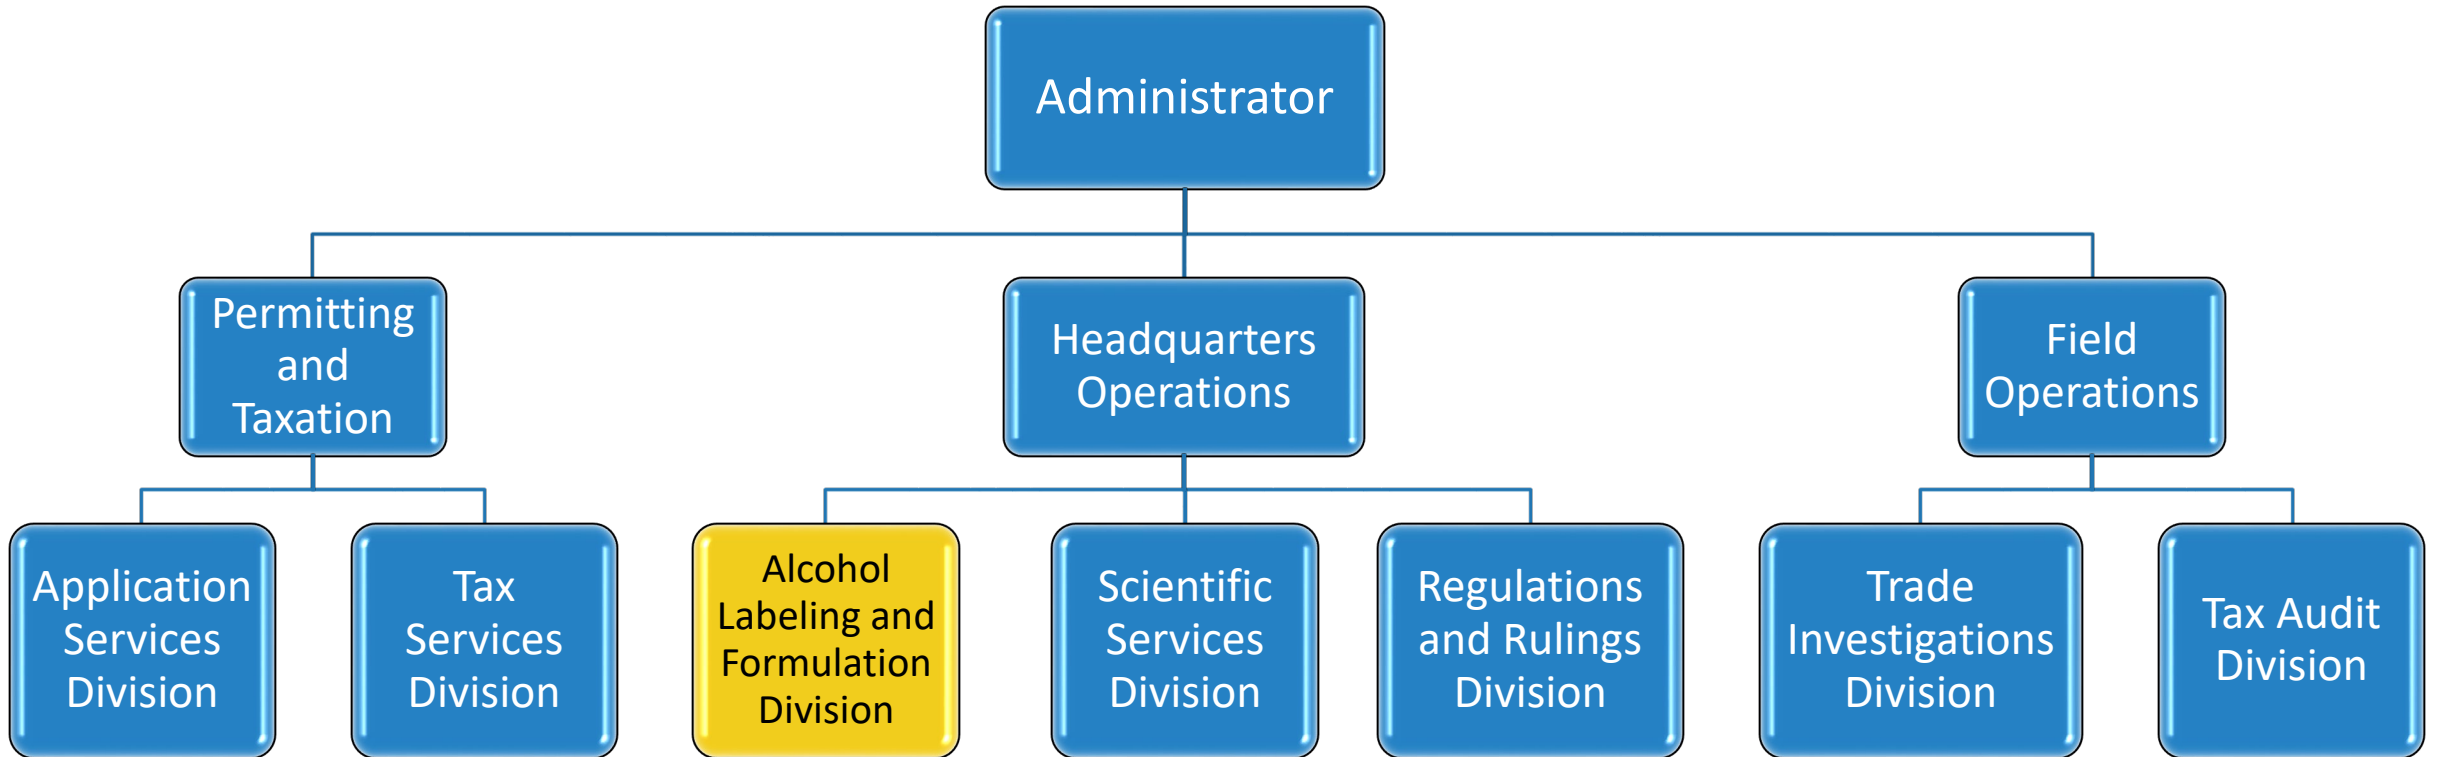 Administrator
Permitting
and
Taxation
Headquarters
Operations
Field
Operations
Application
Services
Division
Tax
Services
Division
Alcohol
Labeling and
Formulation
Division
Scientific
Services
Division
Regulations
and Rulings
Division
Trade
Investigations
Division
Tax Audit
Division